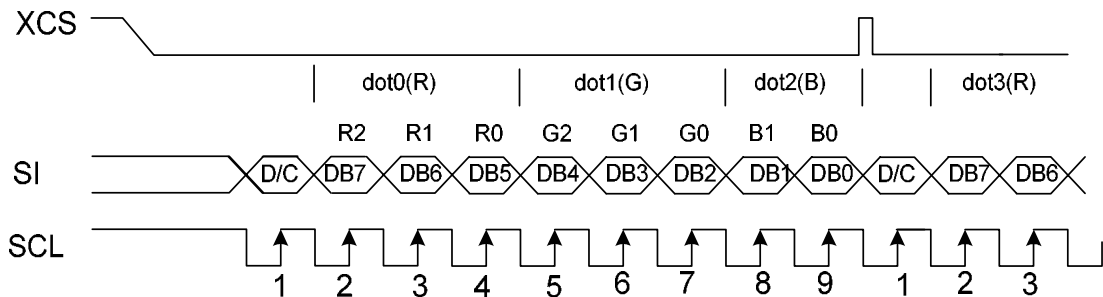 XCS
dot0(R) dot1(G) dot2(B) dot3(R)
R2 R1 R0 G2 G1 G0 B1 B0
SI D/C DB7 DB6 DB5 DB4 DB3 DB2 DB1 DB0 D/C DB7 DB6
SCL
1 2 3 4 5 6 7 8 9 1 2 3